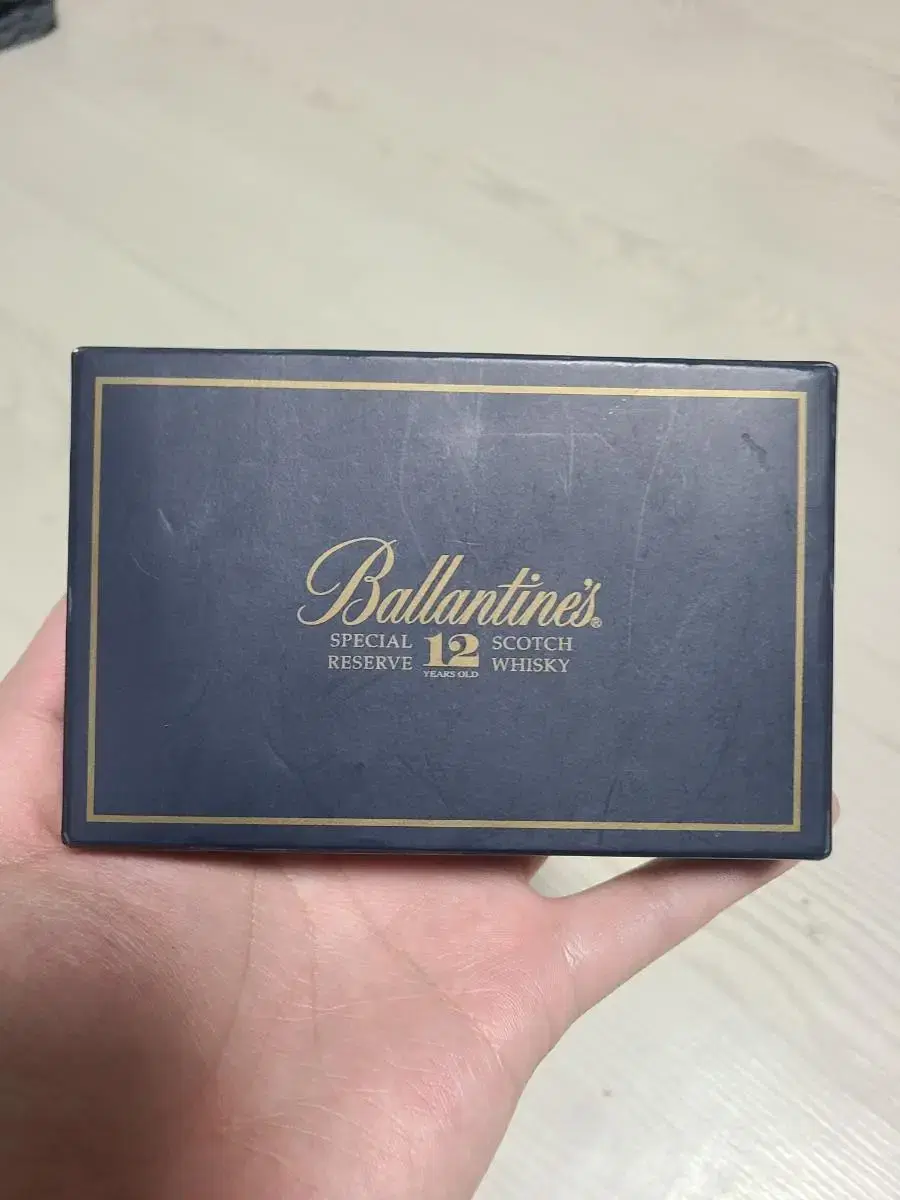 Ballantine's®
SPECIAL RESERVE
12
YEARS OLD
SCOTCH WHISKY